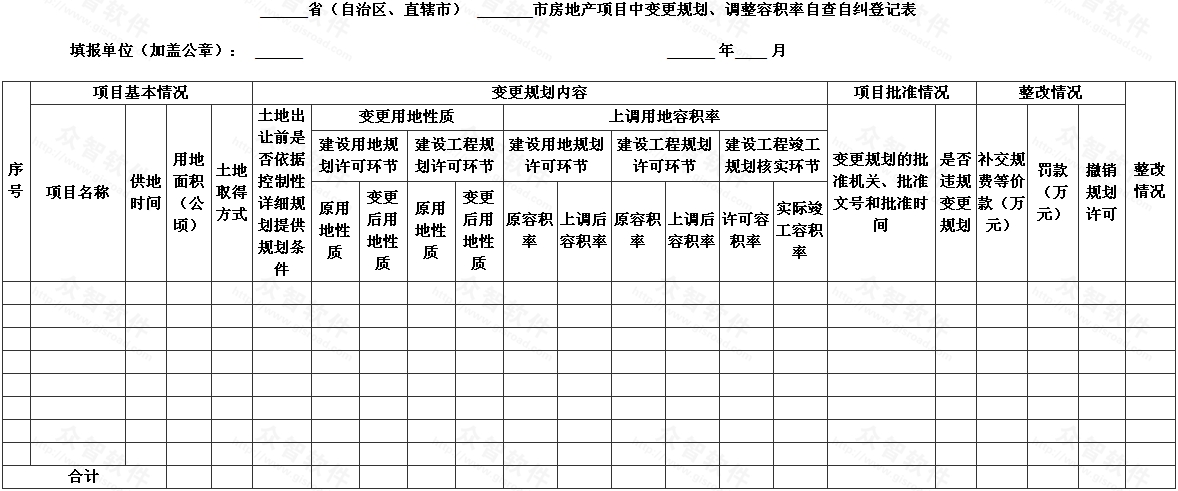 ______省（自治区、直辖市） _______市房地产项目中变更规划、调整容积率自查自纠登记表
填报单位（加盖公章）： ______ ______ 年____ 月
序号
项目基本情况
变更规划内容
项目批准情况
整改情况
整改情况
项目名称
供地时间
用地面积（公顷）
土地取得方式
土地出让前是否依据控制性详细规划提供规划条件
变更用地性质
上调用地容积率
建设用地规划许可环节
建设工程规划许可环节
建设用地规划许可环节
建设工程规划许可环节
建设工程竣工规划核实环节
原用地性质
变更后用地性质
原用地性质
变更后用地性质
原容积率
上调后容积率
原容积率
上调后容积率
许可容积率
实际竣工容积率
变更规划的批准机关、批准文号和批准时间
是否违规变更规划
补交规费等价款（万元）
罚款（万元）
撤销规划许可
合计
众智软件
http://www.gisroad.com